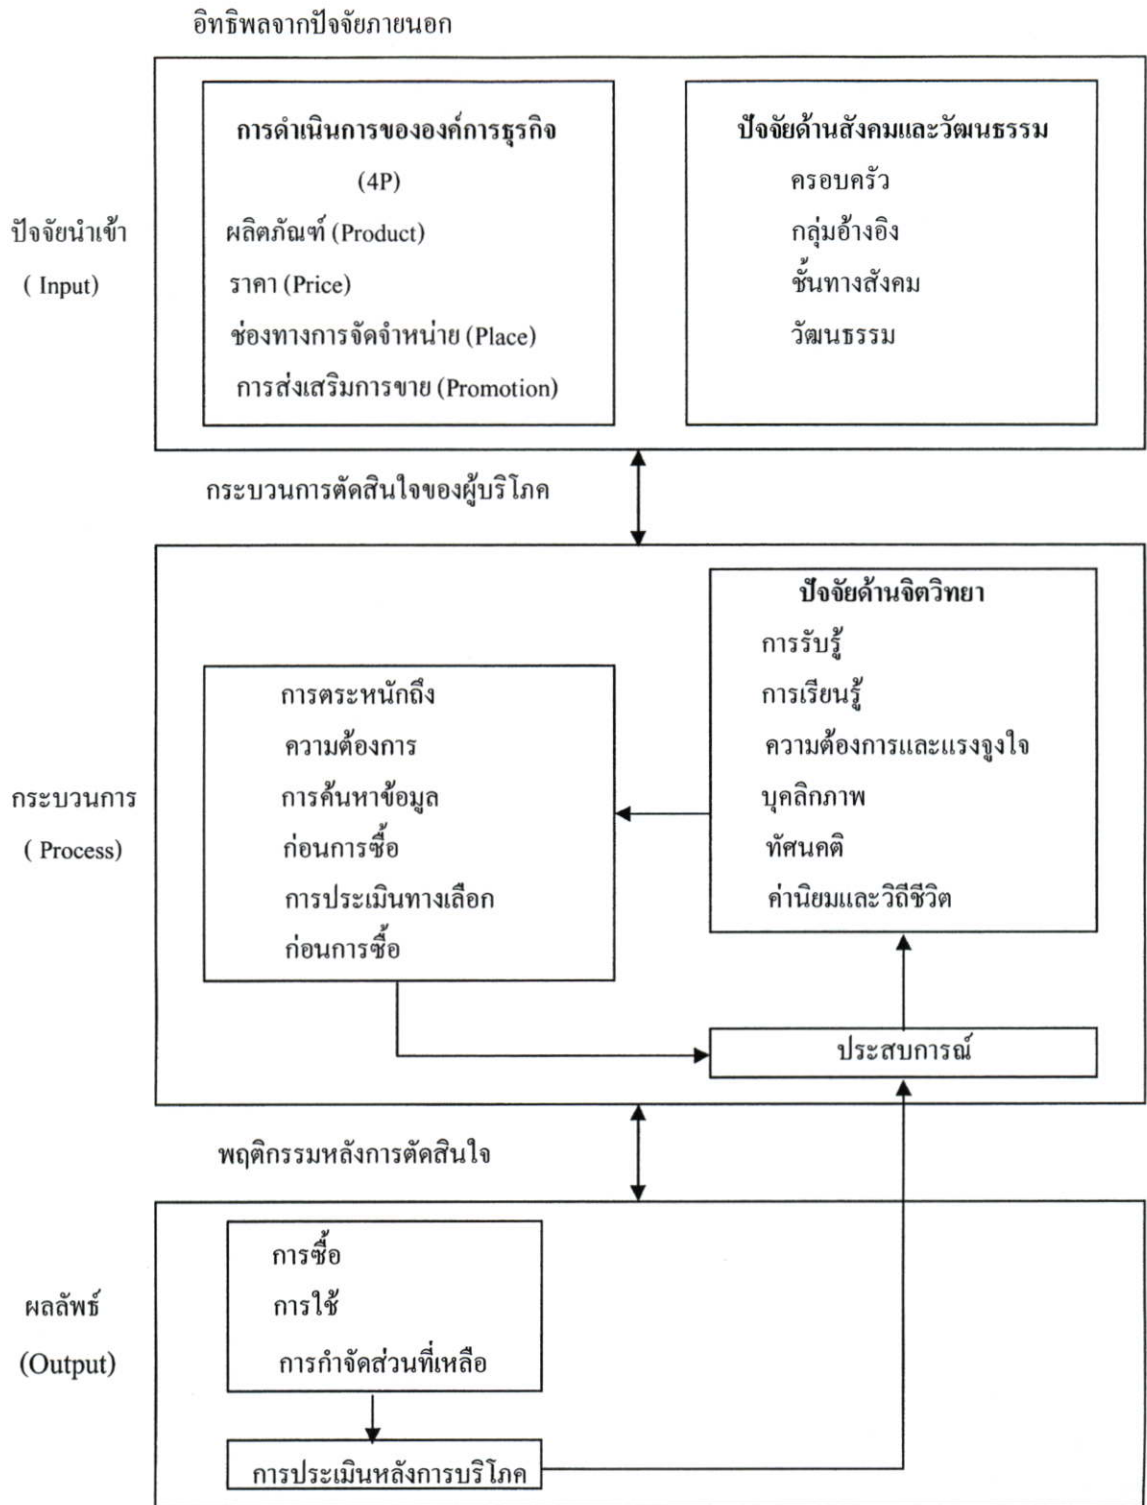 อิทธิพลจากปัจจัยภายนอก
ปัจจัยนำเข้า
( Input)
การดำเนินการขององค์การธุรกิจ
(4P)
ผลิตภัณฑ์ (Product)
ราคา (Price)
ช่องทางการจัดจำหน่าย (Place)
การส่งเสริมการขาย (Promotion)
ปัจจัยด้านสังคมและวัฒนธรรม
ครอบครัว
กลุ่มอ้างอิง
ชั้นทางสังคม
วัฒนธรรม
กระบวนการตัดสินใจของผู้บริโภค
กระบวนการ
( Process)
การตระหนักถึง
ความต้องการ
การค้นหาข้อมูล
ก่อนการซื้อ
การประเมินทางเลือก
ก่อนการซื้อ
ปัจจัยด้านจิตวิทยา
การรับรู้
การเรียนรู้
ความต้องการและแรงจูงใจ
บุคลิกภาพ
ทัศนคติ
ค่านิยมและวิถีชีวิต
ประสบการณ์
พฤติกรรมหลังการตัดสินใจ
ผลลัพธ์
(Output)
การซื้อ
การใช้
การกำจัดส่วนที่เหลือ
การประเมินหลังการบริโภค